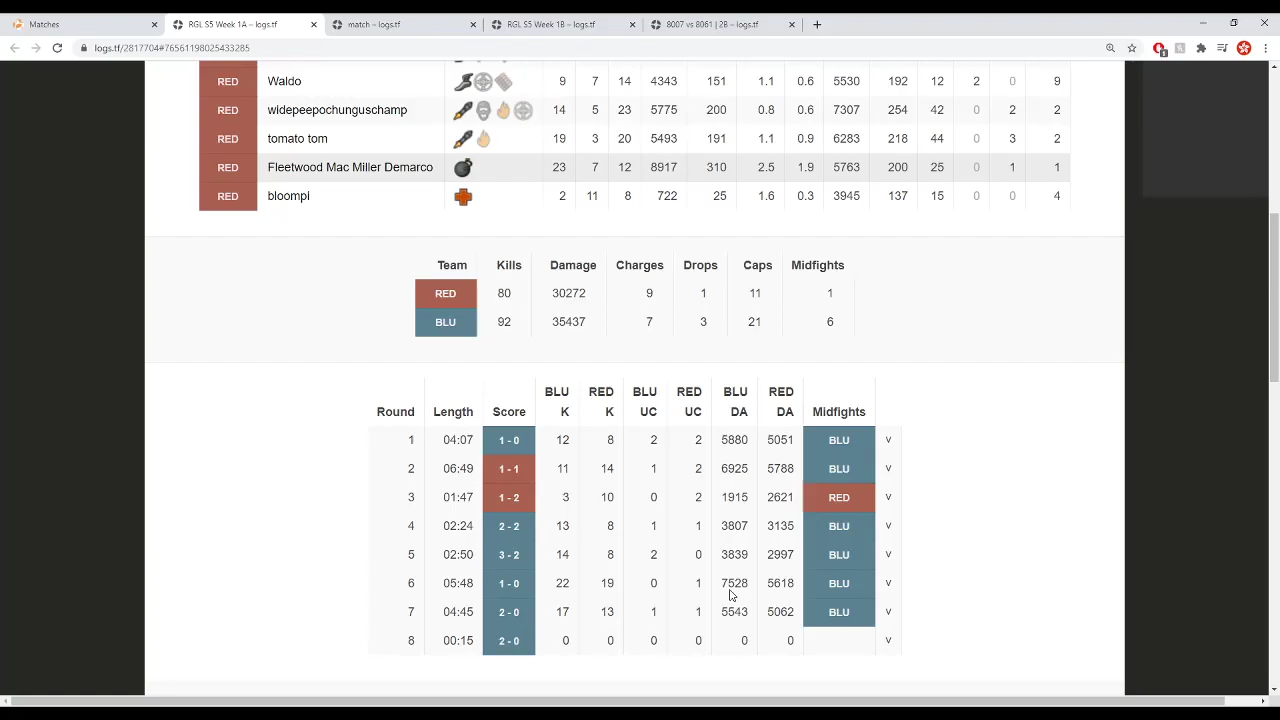 Matches
RGL S5 Week 1A – logs.tf
match – logs.tf
RGL S5 Week 1B – logs.tf
8007 vs 8061 | 2B – logs.tf
logs.tf/2817704#76561198025433285
RED
RED Waldo 9 7 14 4343 151 1.1 0.6 5530 192 12 2 0 9
RED widepeepochunguschamp 14 5 23 5775 200 0.8 0.6 7307 254 42 0 2 2
RED tomato tom 19 3 20 5493 191 1.1 0.9 6283 218 44 0 3 2
RED Fleetwood Mac Miller Demarco 23 7 12 8917 310 2.5 1.9 5763 200 25 0 1 1
RED bloompi 2 11 8 722 25 1.6 0.3 3945 137 15 0 0 4
Team Kills Damage Charges Drops Caps Midfights
RED 80 30272 9 1 11 1
BLU 92 35437 7 3 21 6
BLU RED BLU RED BLU RED
Round Length Score K K UC UC DA DA Midfights
1 04:07 1 - 0 12 8 2 2 5880 5051 BLU v
2 06:49 1 - 1 11 14 1 2 6925 5788 BLU v
3 01:47 1 - 2 3 10 0 2 1915 2621 RED v
4 02:24 2 - 2 13 8 1 1 3807 3135 BLU v
5 02:50 3 - 2 14 8 2 0 3839 2997 BLU v
6 05:48 1 - 0 22 19 0 1 7528 5618 BLU v
7 04:45 2 - 0 17 13 1 1 5543 5062 BLU v
8 00:15 2 - 0 0 0 0 0 0 0 v